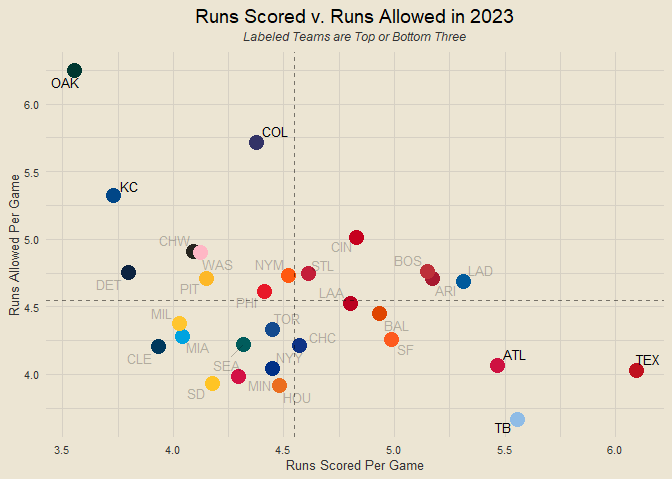 Runs Scored v. Runs Allowed in 2023
Labeled Teams are Top or Bottom Three
OAK
6.0
COL
5.5
KC
5.0
CHW
CIN
WAS
NYM
STL
BOS
LAD
DET
PIT
PHI
LAA
ARI
4.5
MIL
TOR
BAL
CLE
MIA
SEA
CHC
SF
ATL
TEX
4.0
NYY
SD
MIN
HOU
TB
3.5
4.0
4.5
5.0
5.5
6.0
Runs Scored Per Game
Runs Allowed Per Game